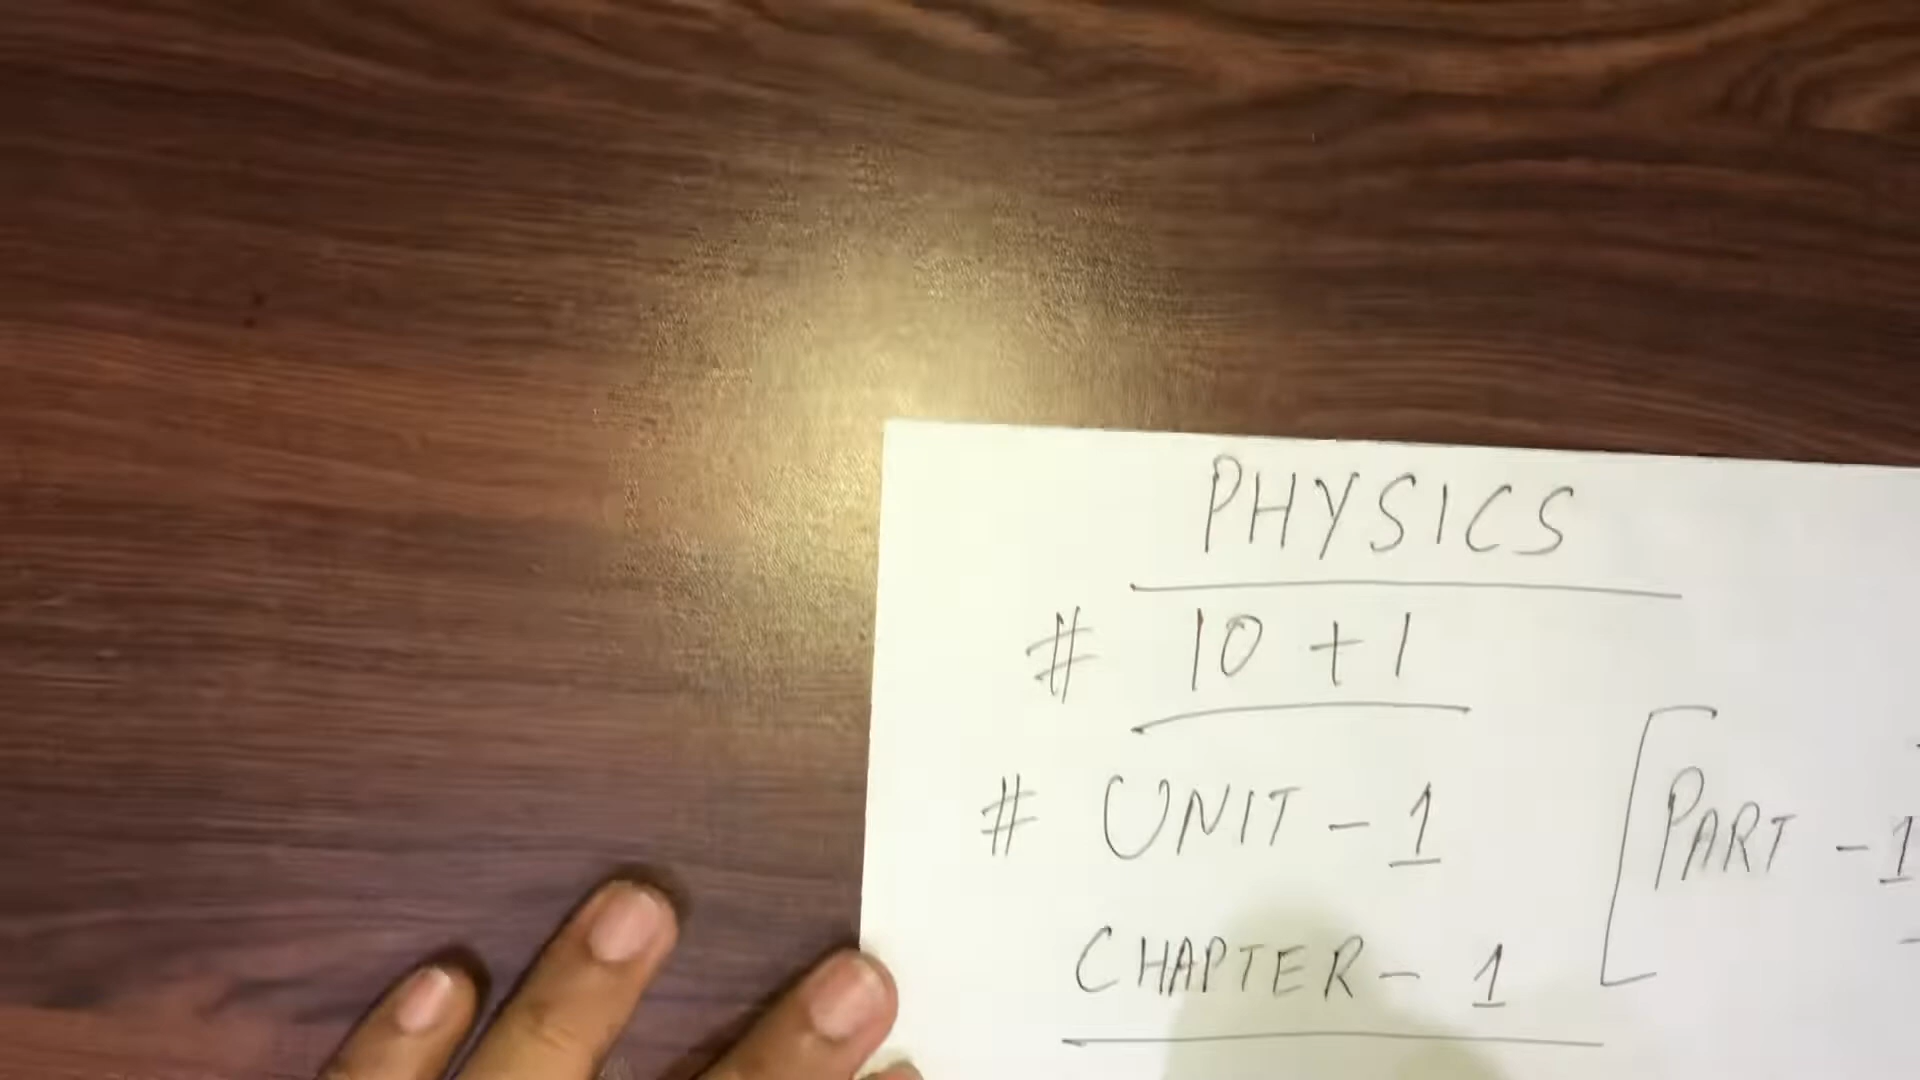 PHYSICS
# 10 + 1
# UNIT - 1
[PART - 1
CHAPTER - 1